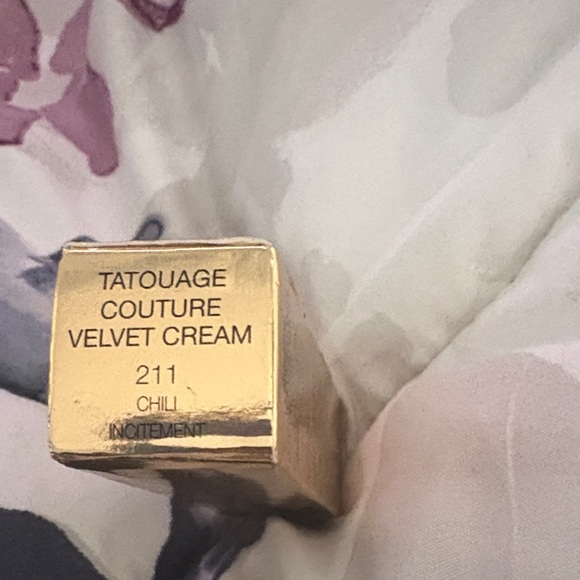 TATOUAGE
COUTURE
VELVET CREAM
211
CHILI
INCITEMENT